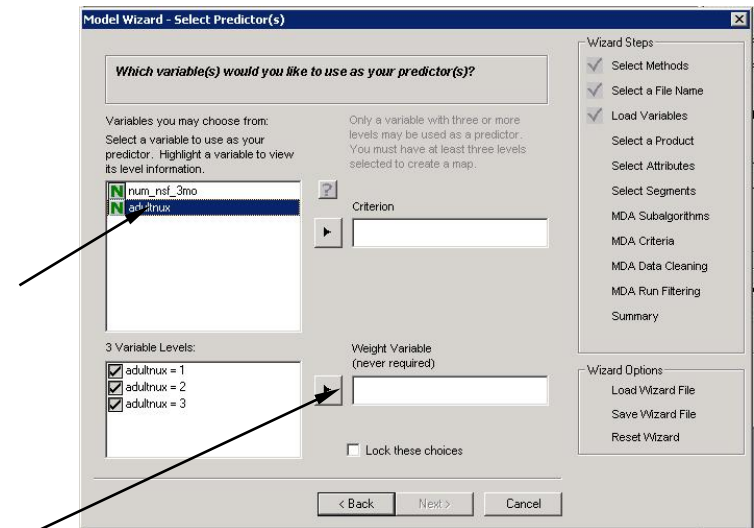 Model Wizard - Select Predictor(s)
Which variable(s) would you like to use as your predictor(s)?
Variables you may choose from:
Select a variable to use as your
predictor. Highlight a variable to view
its level information.
N num_nsf_3mo
N adultnux
Only a variable with three or more
levels may be used as a predictor.
You must have at least three levels
selected to create a map.
?
Criterion
3 Variable Levels:
adultnux = 1
adultnux = 2
adultnux = 3
Weight Variable
(never required)
Lock these choices
< Back
Next >
Cancel
Wizard Steps
Select Methods
Select a File Name
Load Variables
Select a Product
Select Attributes
Select Segments
MDA Subalgorithms
MDA Criteria
MDA Data Cleaning
MDA Run Filtering
Summary
Wizard Options
Load Wizard File
Save Wizard File
Reset Wizard